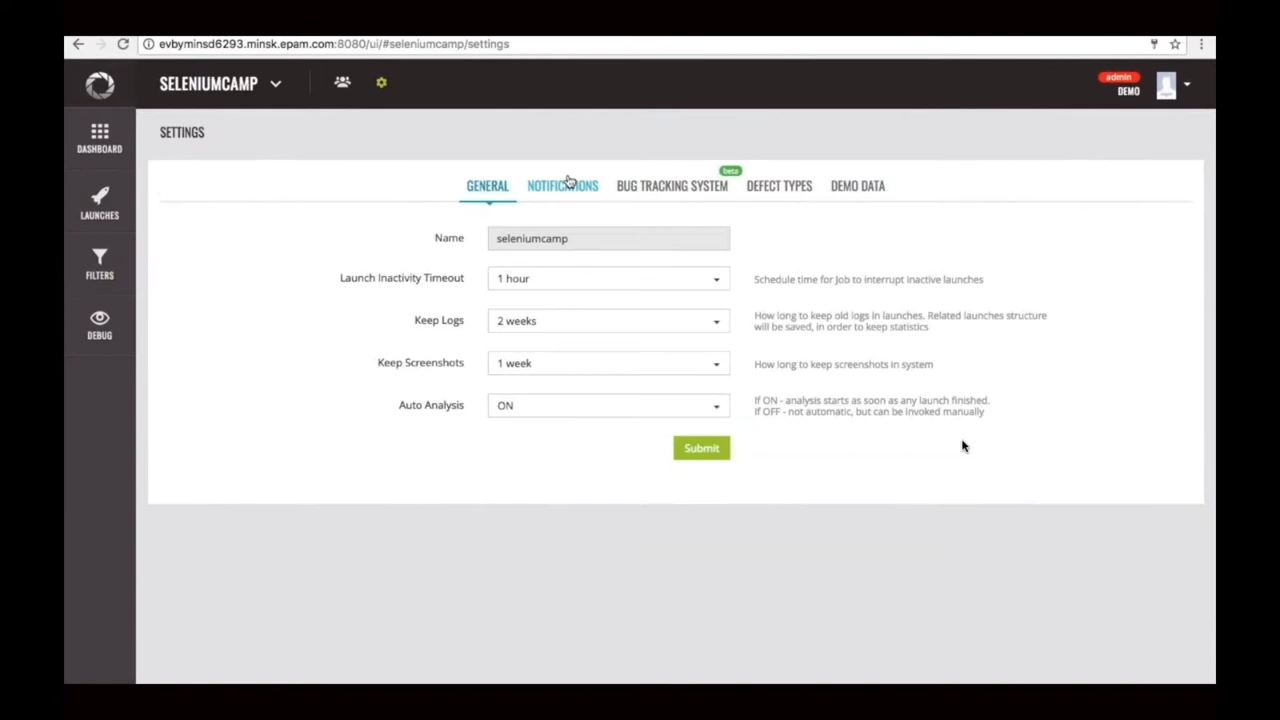 evbyminsd6293.minsk.epam.com:8080/ui/#seleniumcamp/settings
SELENIUMCAMP
admin
DEMO
DASHBOARD
LAUNCHES
FILTERS
DEBUG
SETTINGS
GENERAL NOTIFICATIONS BUG TRACKING SYSTEM beta DEFECT TYPES DEMO DATA
Name seleniumcamp
Launch Inactivity Timeout 1 hour Schedule time for Job to interrupt inactive launches
Keep Logs 2 weeks How long to keep old logs in launches. Related launches structure
will be saved, in order to keep statistics
Keep Screenshots 1 week How long to keep screenshots in system
Auto Analysis ON If ON - analysis starts as soon as any launch finished.
If OFF - not automatic, but can be invoked manually
Submit